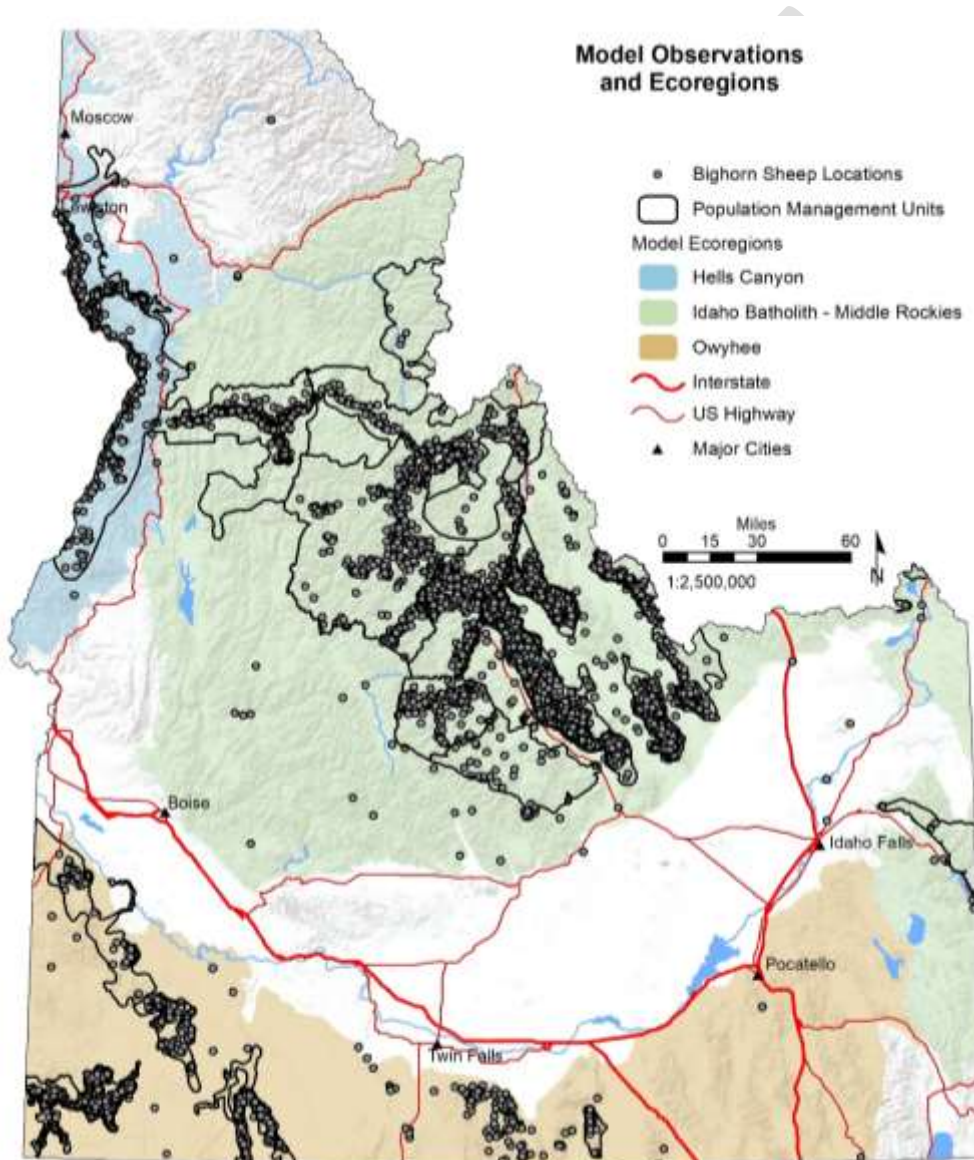 Model Observations
and Ecoregions
Moscow
Bighorn Sheep Locations
Population Management Units
Model Ecoregions
Hells Canyon
Idaho Batholith - Middle Rockies
Owyhee
Interstate
US Highway
Major Cities
Miles
0 15 30 60
1:2,500,000
N
Boise
Idaho Falls
Pocatello
Twin Falls